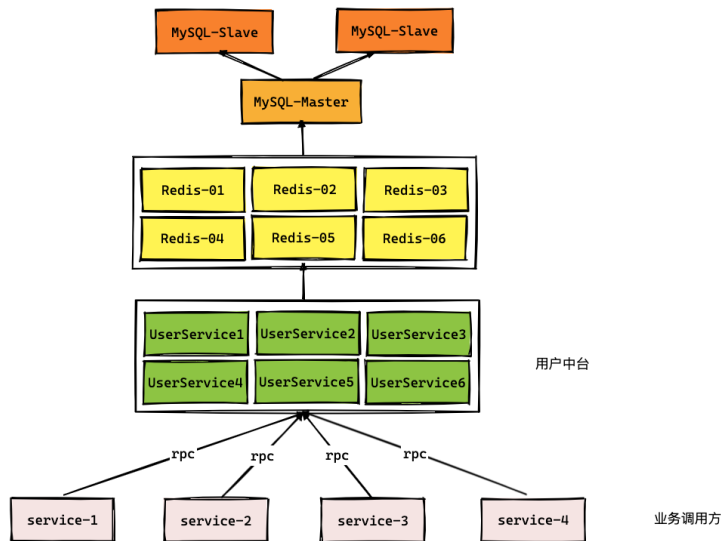 MySQL-Slave
MySQL-Slave
MySQL-Master
Redis-01
Redis-02
Redis-03
Redis-04
Redis-05
Redis-06
UserService1
UserService2
UserService3
UserService4
UserService5
UserService6
用户中台
rpc
rpc
rpc
rpc
service-1
service-2
service-3
service-4
业务调用方